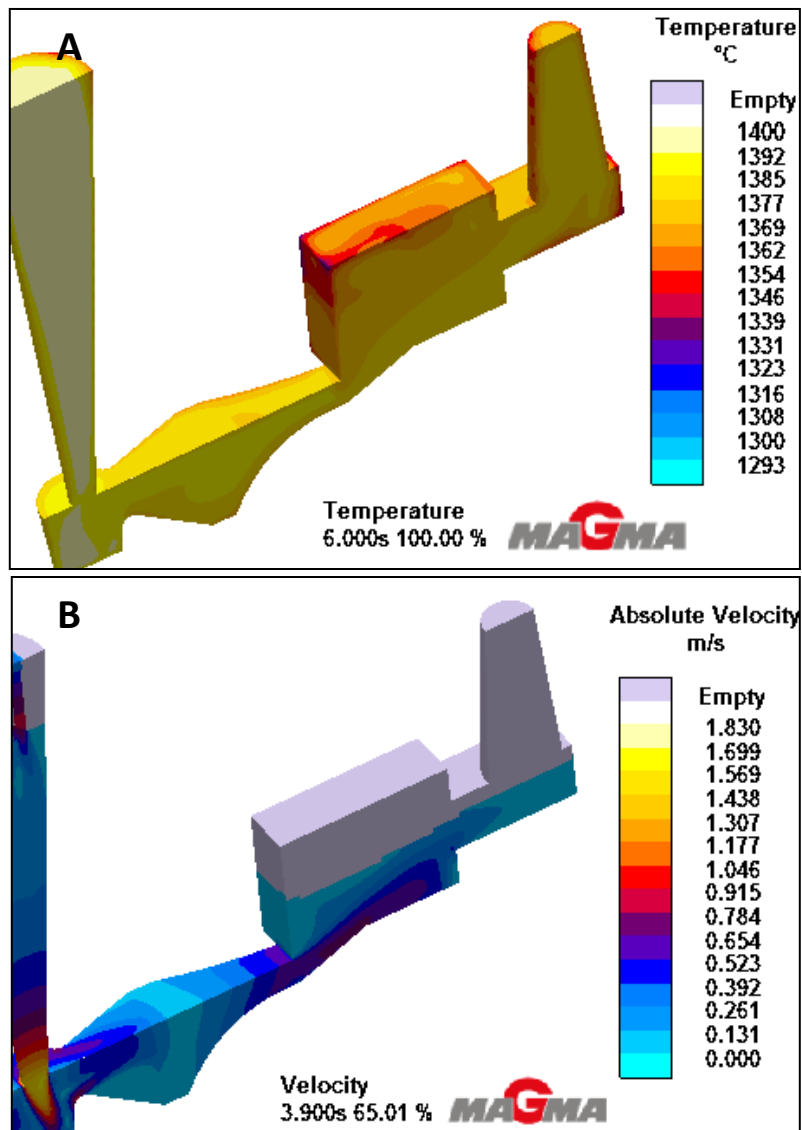 A
Temperature
°C
Empty
1400
1392
1385
1377
1369
1362
1354
1346
1339
1331
1323
1316
1308
1300
1293
Temperature
6.000s 100.00 %
MAGMA
B
Absolute Velocity
m/s
Empty
1.830
1.699
1.569
1.438
1.307
1.177
1.046
0.915
0.784
0.654
0.523
0.392
0.261
0.131
0.000
Velocity
3.900s 65.01 %
MAGMA